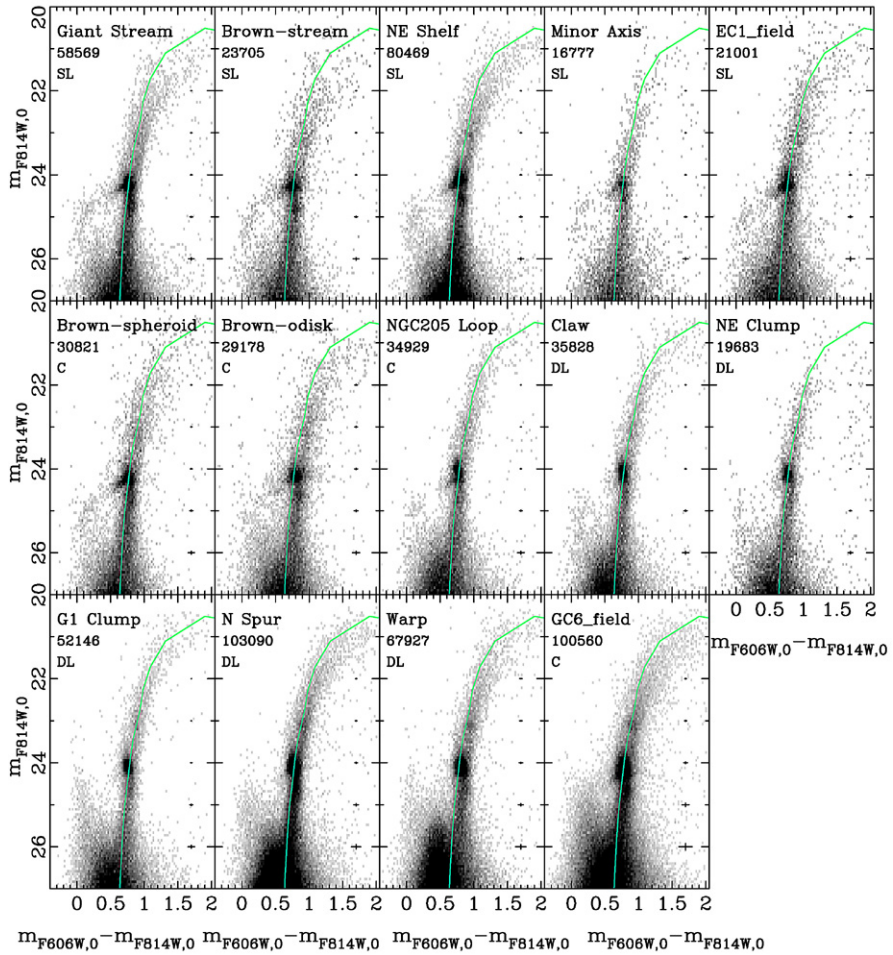 Giant Stream
58569
SL
Brown-stream
23705
SL
NE Shelf
80469
SL
Minor Axis
16777
SL
EC1_field
21001
SL
20
22
24
26
20
m_F814W,0
Brown-spheroid
30821
C
Brown-odisk
29178
C
NGC205 Loop
34929
C
Claw
35828
DL
NE Clump
19683
DL
22
24
26
20
m_F814W,0
0 0.5 1 1.5 2
m_F606W,0−m_F814W,0
G1 Clump
52146
DL
N Spur
103090
DL
Warp
67927
DL
GC6_field
100560
C
22
24
26
m_F814W,0
0 0.5 1 1.5 2 0 0.5 1 1.5 2 0 0.5 1 1.5 2 0 0.5 1 1.5 2
m_F606W,0−m_F814W,0 m_F606W,0−m_F814W,0 m_F606W,0−m_F814W,0 m_F606W,0−m_F814W,0